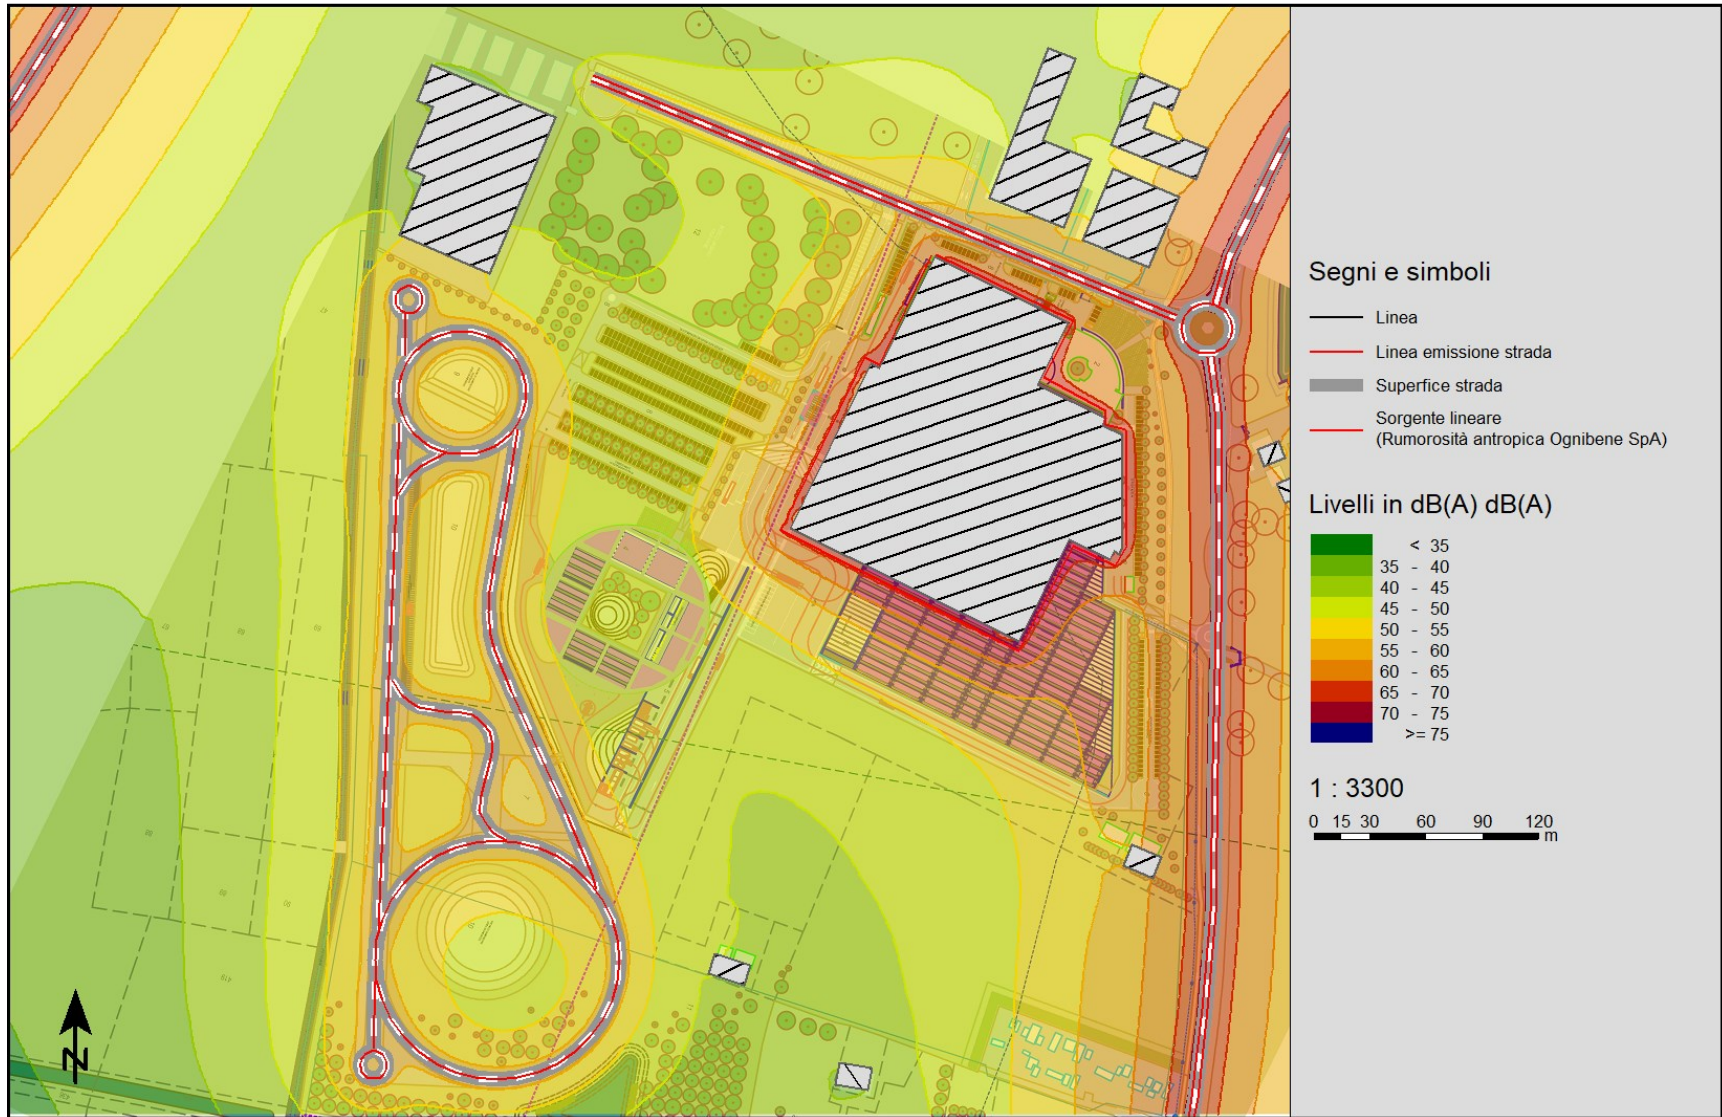 Segni e simboli
Linea
Linea emissione strada
Superfice strada
Sorgente lineare
(Rumorosità antropica Ognibene SpA)
Livelli in dB(A) dB(A)
< 35
35 - 40
40 - 45
45 - 50
50 - 55
55 - 60
60 - 65
65 - 70
70 - 75
>= 75
1 : 3300
0 15 30 60 90 120
m
N